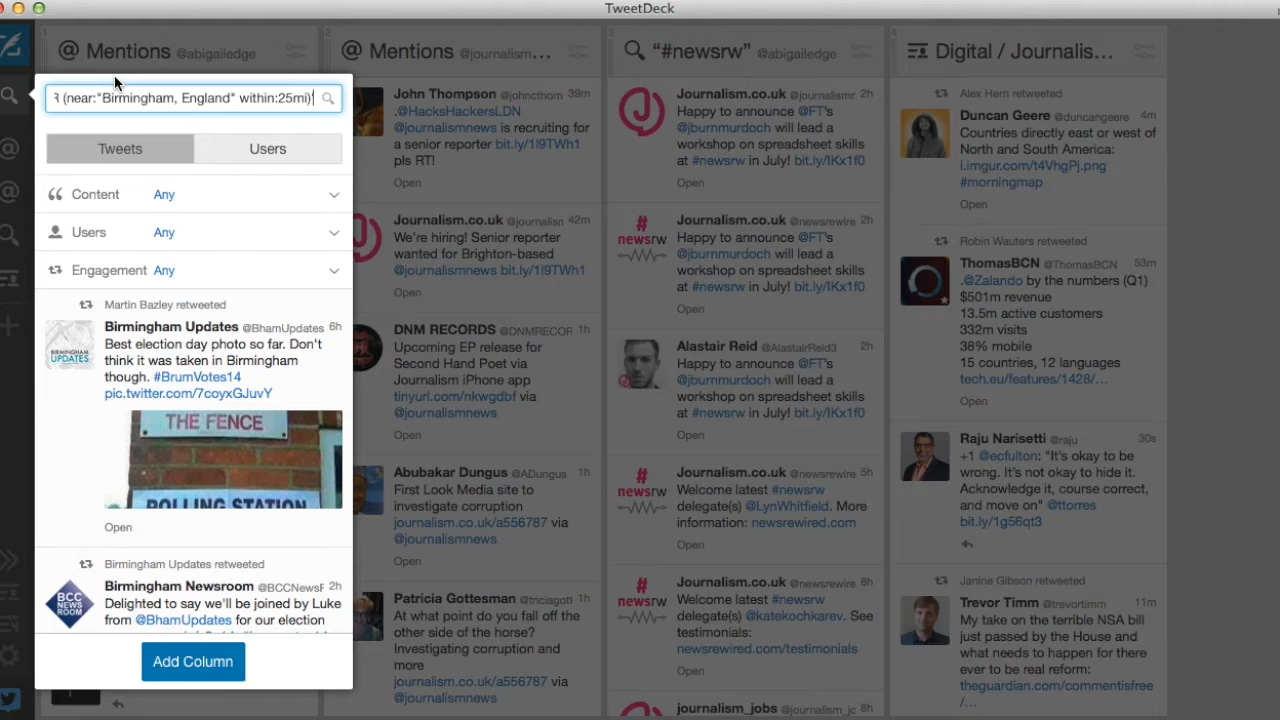 TweetDeck
1
@ Mentions @abigailedge
R (near:"Birmingham, England" within:25mi)
Tweets
Users
Content Any
Users Any
Engagement Any
Martin Bazley retweeted
Birmingham Updates @BhamUpdates 6h
BIRMINGHAM
UPDATES
Best election day photo so far. Don't
think it was taken in Birmingham
though. #BrumVotes14
pic.twitter.com/7coyxGJuvY
THE FENCE
POLLING STATION
Open
Birmingham Updates retweeted
Birmingham Newsroom @BCCNewsR 2h
BCC
NEWS
ROOM
Delighted to say we'll be joined by Luke
from @BhamUpdates for our election
Add Column
2
@ Mentions @journalism...
John Thompson @johncthom 39m
.@HacksHackersLDN
@journalismnews is recruiting for
a senior reporter bit.ly/1l9TWh1
pls RT!
Open
Journalism.co.uk @journalisn 42m
We're hiring! Senior reporter
wanted for Brighton-based
@journalismnews bit.ly/1l9TWh1
Open
DNM RECORDS @DNMRECOF 1h
Upcoming EP release for
Second Hand Poet via
Journalism iPhone app
tinyurl.com/nkwgdbf via
@journalismnews
Open
Abubakar Dungus @ADungus 1h
First Look Media site to
investigate corruption
journalism.co.uk/a556787 via
@journalismnews
Open
Patricia Gottesman @triciagott 1h
At what point do you fall off the
other side of the horse?
Investigating corruption and
more
journalism.co.uk/a556787 via
@journalismnews
3
"#newsrw" @abigailedge
Journalism.co.uk @journalismr 2h
Happy to announce @FT's
@jburnmurdoch will lead a
workshop on spreadsheet skills
at #newsrw in July! bit.ly/IKx1f0
Open
Journalism.co.uk @newsrewire 2h
#
newsrw
Happy to announce @FT's
@jburnmurdoch will lead a
workshop on spreadsheet skills
at #newsrw in July! bit.ly/IKx1f0
Open
Alastair Reid @AlastairReid3 2h
Happy to announce @FT's
@jburnmurdoch will lead a
workshop on spreadsheet skills
at #newsrw in July! bit.ly/IKx1f0
Open
Journalism.co.uk @newsrewire 5h
#
newsrw
Welcome latest #newsrw
delegate(s) @LynWhitfield. More
information: newsrewired.com
Open
Journalism.co.uk @newsrewire 8h
#
newsrw
Welcome latest #newsrw
delegate(s) @katekochkarev. See
testimonials:
newsrewired.com/testimonials
Open
journalism_jobs @journalism_jc 8h
4
Digital / Journalis...
Alex Hern retweeted
Duncan Geere @duncangeere 4m
Countries directly east or west of
North and South America:
i.imgur.com/t4VhgPj.png
#morningmap
Open
Robin Wauters retweeted
ThomasBCN @ThomasBCN 53m
.@Zalando by the numbers (Q1)
$501m revenue
13.5m active customers
332m visits
38% mobile
15 countries, 12 languages
tech.eu/features/1428/...
Open
Raju Narisetti @raju 30s
+1 @ecfulton: "It's okay to be
wrong. It's not okay to hide it.
Acknowledge it, course correct,
and move on" @ttorres
bit.ly/1g56qt3
Janine Gibson retweeted
Trevor Timm @trevortimm 11m
My take on the terrible NSA bill
just passed by the House and
what needs to happen for there
ever to be real reform:
theguardian.com/commentisfree
/...